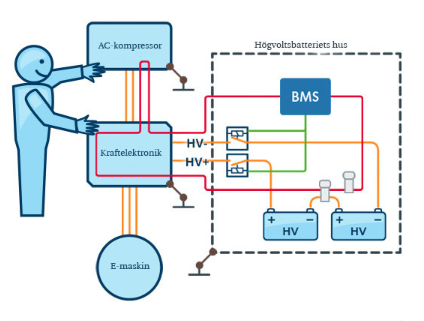 AC-kompressor
Högvoltsbatteriets hus
BMS
Kraftelektronik
HV-
HV+
+ − + −
HV HV
E-maskin